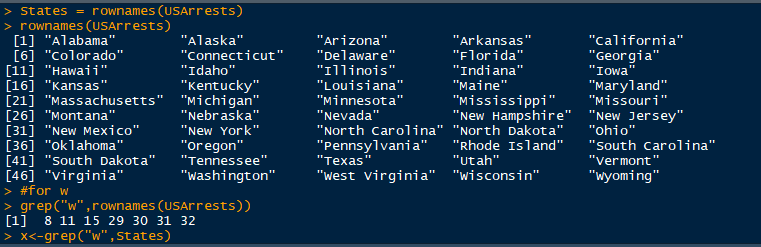 > States = rownames(USArrests)
> rownames(USArrests)
 [1] "Alabama"        "Alaska"         "Arizona"        "Arkansas"       "California"
 [6] "Colorado"       "Connecticut"    "Delaware"       "Florida"        "Georgia"
[11] "Hawaii"         "Idaho"          "Illinois"       "Indiana"        "Iowa"
[16] "Kansas"         "Kentucky"       "Louisiana"      "Maine"          "Maryland"
[21] "Massachusetts"  "Michigan"       "Minnesota"      "Mississippi"    "Missouri"
[26] "Montana"        "Nebraska"       "Nevada"         "New Hampshire"  "New Jersey"
[31] "New Mexico"     "New York"       "North Carolina" "North Dakota"   "Ohio"
[36] "Oklahoma"       "Oregon"         "Pennsylvania"   "Rhode Island"   "South Carolina"
[41] "South Dakota"   "Tennessee"      "Texas"          "Utah"           "Vermont"
[46] "Virginia"       "Washington"     "West Virginia"  "Wisconsin"      "Wyoming"
> #for w
> grep("w",rownames(USArrests))
[1]  8 11 15 29 30 31 32
> x<-grep("w",States)